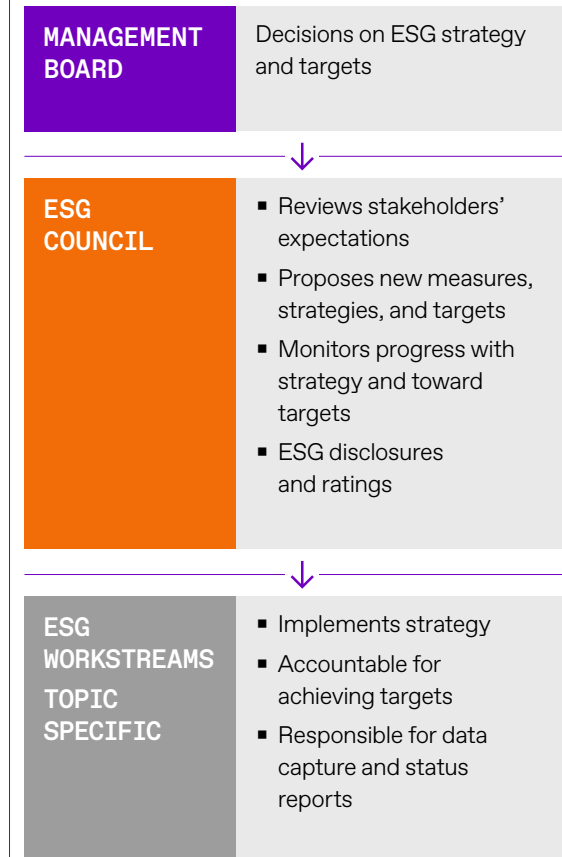 MANAGEMENT
BOARD
Decisions on ESG strategy
and targets
ESG
COUNCIL
▪ Reviews stakeholders’
expectations
▪ Proposes new measures,
strategies, and targets
▪ Monitors progress with
strategy and toward
targets
▪ ESG disclosures
and ratings
ESG
WORKSTREAMS
TOPIC
SPECIFIC
▪ Implements strategy
▪ Accountable for
achieving targets
▪ Responsible for data
capture and status
reports